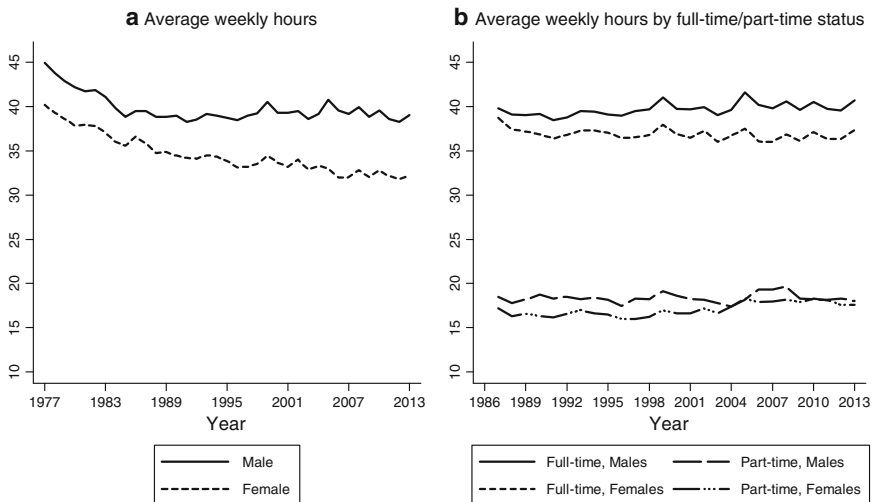 a Average weekly hours
45
40
35
30
25
20
15
10
1977 1983 1989 1995 2001 2007 2013
Year
Male
Female
b Average weekly hours by full-time/part-time status
45
40
35
30
25
20
15
10
1986 1989 1992 1995 1998 2001 2004 2007 2010 2013
Year
Full-time, Males Part-time, Males
Full-time, Females Part-time, Females